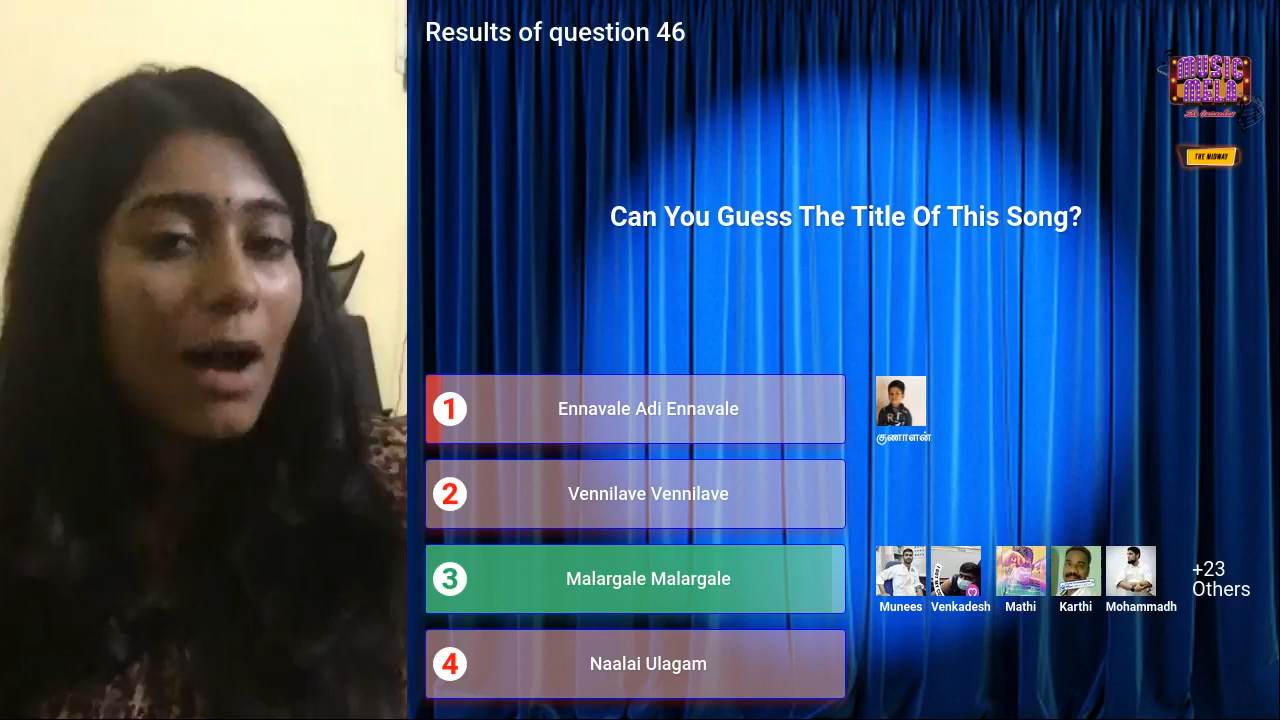 Results of question 46
MUSIC
MELA
THE MIDWAY
Can You Guess The Title Of This Song?
1 Ennavale Adi Ennavale
குணாளன்
2 Vennilave Vennilave
3 Malargale Malargale
Munees Venkadesh Mathi Karthi Mohammadh
+23
Others
4 Naalai Ulagam